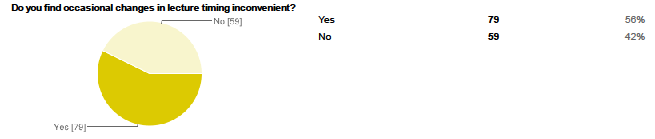 Do you find occasional changes in lecture timing inconvenient?
No [59]
Yes [79]
Yes 79 56%
No 59 42%